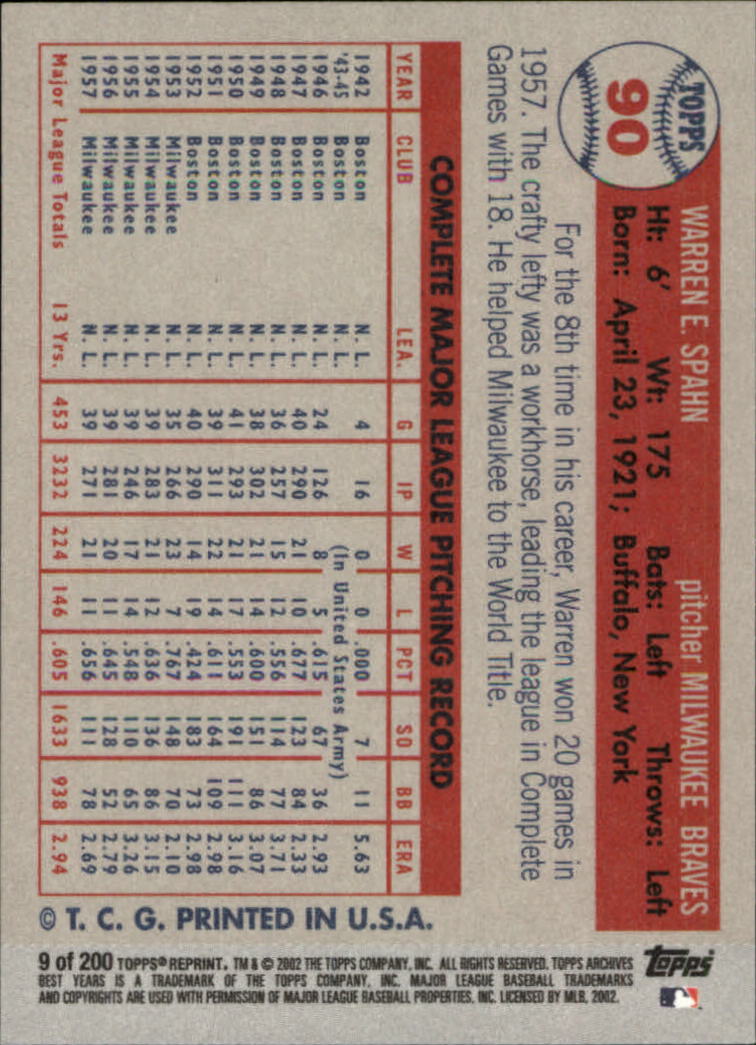 TOPPS
90
WARREN E. SPAHN pitcher MILWAUKEE BRAVES
Ht: 6' Wt: 175 Bats: Left Throws: Left
Born: April 23, 1921; Buffalo, New York
For the 8th time in his career, Warren won 20 games in
1957. The crafty lefty was a workhorse, leading the league in Complete
Games with 18. He helped Milwaukee to the World Title.
COMPLETE MAJOR LEAGUE PITCHING RECORD
YEAR CLUB LEA. G IP W L PCT SO BB ERA
1942 Boston N. L. 4 16 0 0 .000 7 11 5.63
'43-45 Boston N. L. (In United States Army)
1946 Boston N. L. 24 126 8 5 .615 67 36 2.93
1947 Boston N. L. 40 290 21 10 .677 123 84 2.33
1948 Boston N. L. 36 257 15 12 .556 114 77 3.71
1949 Boston N. L. 38 302 21 14 .600 151 86 3.07
1950 Boston N. L. 41 293 21 17 .553 191 111 3.16
1951 Boston N. L. 39 311 22 14 .611 164 109 2.98
1952 Boston N. L. 40 290 14 19 .424 183 73 2.98
1953 Milwaukee N. L. 35 266 23 7 .767 148 70 2.10
1954 Milwaukee N. L. 39 283 21 12 .636 136 86 3.15
1955 Milwaukee N. L. 39 246 17 14 .548 110 65 3.26
1956 Milwaukee N. L. 39 281 20 11 .645 128 52 2.79
1957 Milwaukee N. L. 39 271 21 11 .656 111 78 2.69
Major League Totals 13 Yrs. 453 3232 224 146 .605 1633 938 2.94
© T. C. G. PRINTED IN U.S.A.
9 of 200 TOPPS® REPRINT. TM & © 2002 THE TOPPS COMPANY, INC. ALL RIGHTS RESERVED. TOPPS ARCHIVES
BEST YEARS IS A TRADEMARK OF THE TOPPS COMPANY, INC. MAJOR LEAGUE BASEBALL TRADEMARKS
AND COPYRIGHTS ARE USED WITH PERMISSION OF MAJOR LEAGUE BASEBALL PROPERTIES, INC. LICENSED BY MLB, 2002.
topps